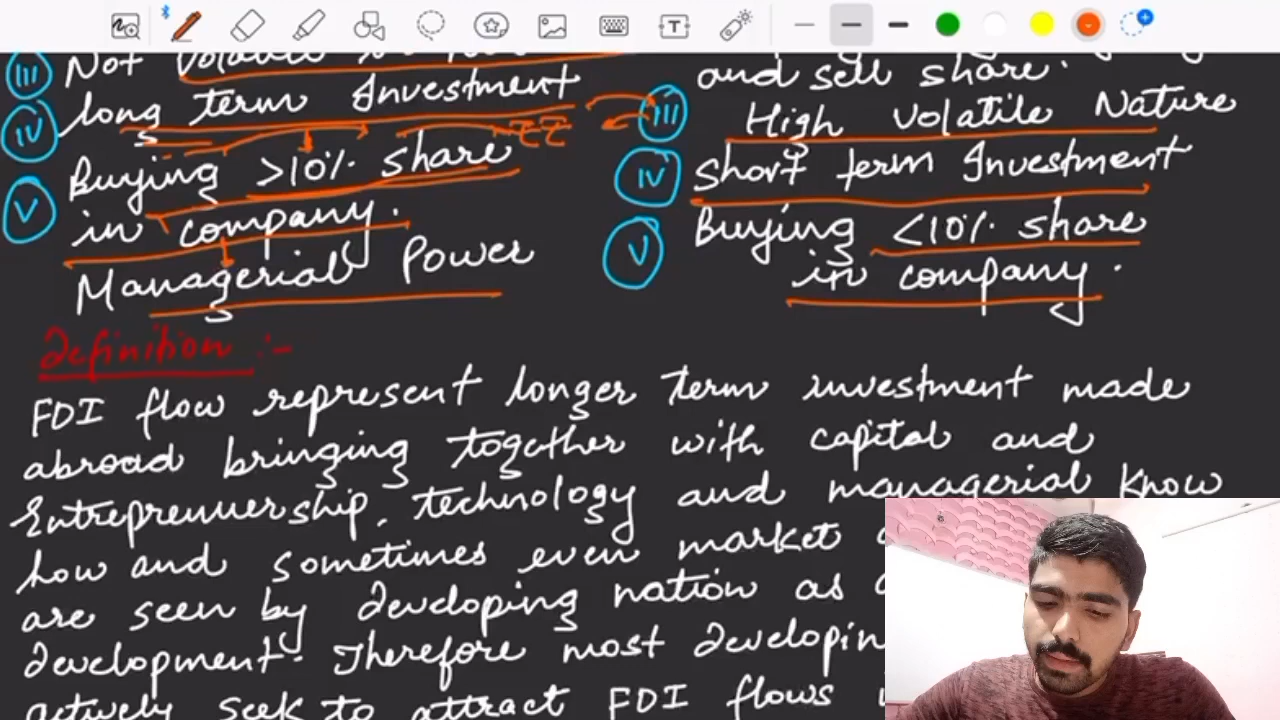 III Not
IV long term Investment
V Buying >10% share
in company.
Managerial Power
and sell share.
III High volatile Nature
IV Short term Investment
V Buying <10% share
in company.
Definition :-
FDI flow represent longer term investment made
abroad bringing together with capital and
Entreprenuership, technology and managerial know
how and sometimes even market
are seen by developing nation as
development. Therefore most
actively seek to attract FDI flows